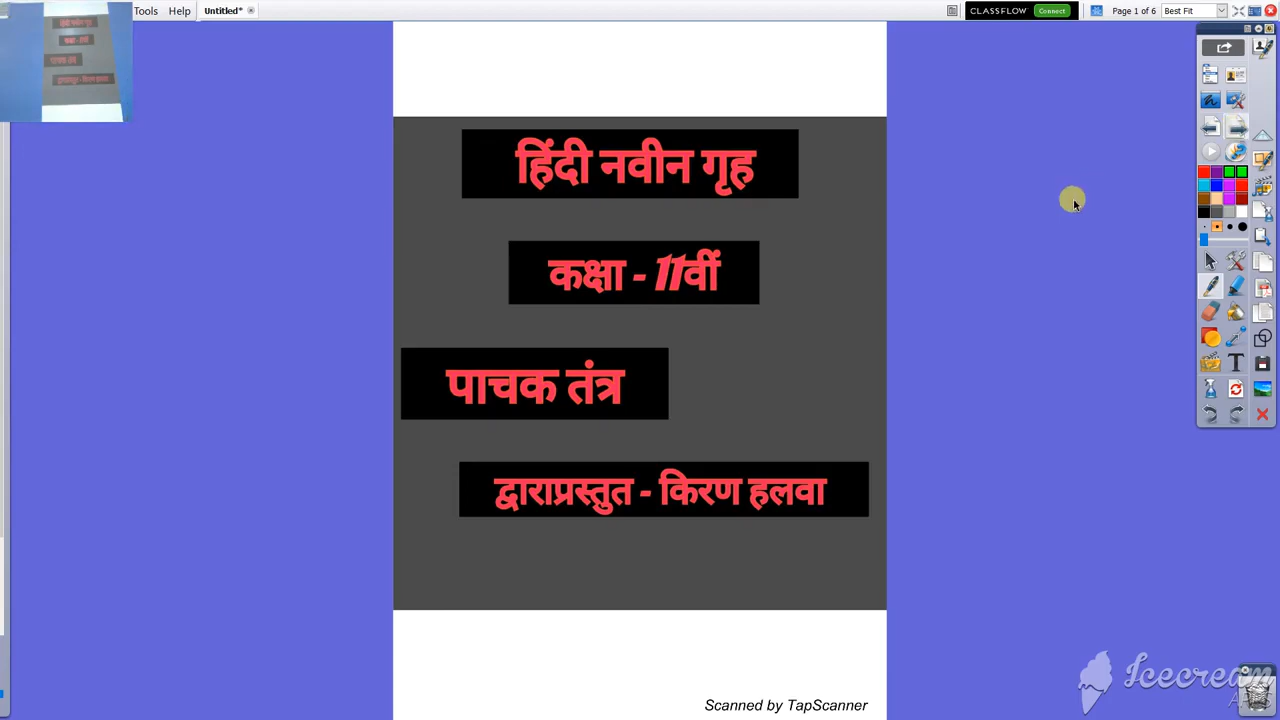 Tools Help Untitled* CLASSFLOW Connect Page 1 of 6 Best Fit
हिंदी नवीन गृह
कक्षा - 11वीं
पाचक तंत्र
द्वाराप्रस्तुत - किरण हलवा
Icecream
APPS
Scanned by TapScanner